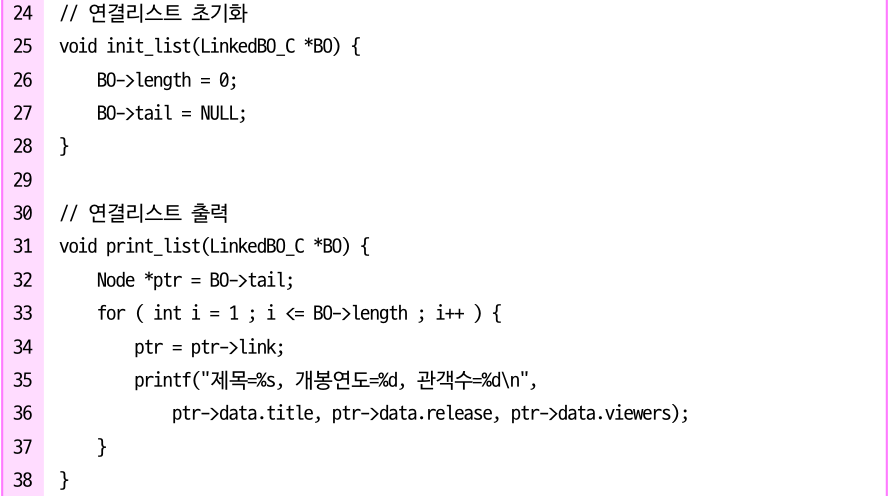 24 // 연결리스트 초기화
25 void init_list(LinkedBO_C *BO) {
26     BO->length = 0;
27     BO->tail = NULL;
28 }
29
30 // 연결리스트 출력
31 void print_list(LinkedBO_C *BO) {
32     Node *ptr = BO->tail;
33     for ( int i = 1 ; i <= BO->length ; i++ ) {
34         ptr = ptr->link;
35         printf("제목=%s, 개봉연도=%d, 관객수=%d\n",
36             ptr->data.title, ptr->data.release, ptr->data.viewers);
37     }
38 }